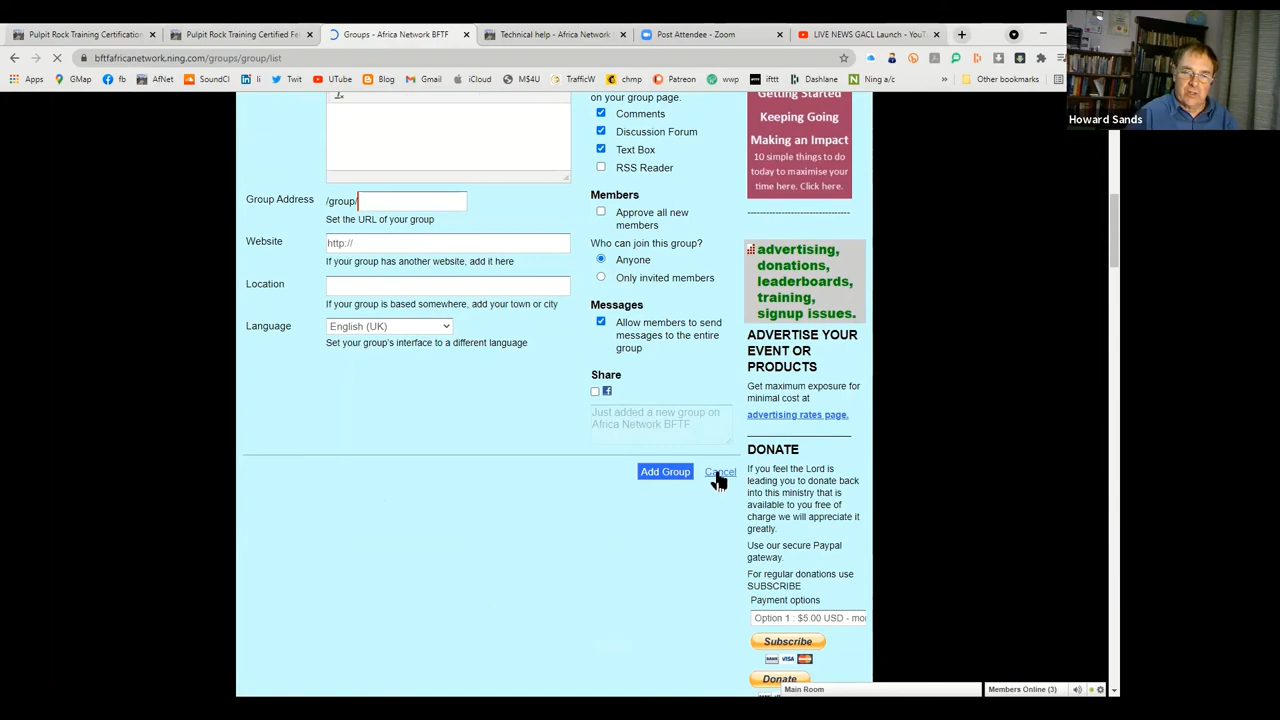 Pulpit Rock Training Certification
Pulpit Rock Training Certified Fel
Groups - Africa Network BFTF
Technical help - Africa Network
Post Attendee - Zoom
LIVE NEWS GACL Launch - YouT
bftfafricanetwork.ning.com/groups/group/list
Apps GMap fb AfNet SoundCl li Twit UTube Blog Gmail iCloud MS4U TrafficW chmp Patreon wwp ifttt Dashlane Ning a/c » Other bookmarks
Howard Sands
on your group page.
Comments
Discussion Forum
Text Box
RSS Reader
Group Address
/group/
Set the URL of your group
Website
http://
If your group has another website, add it here
Location
If your group is based somewhere, add your town or city
Language
English (UK)
Set your group's interface to a different language
Members
Approve all new
members
Who can join this group?
Anyone
Only invited members
Messages
Allow members to send
messages to the entire
group
Share
Just added a new group on
Africa Network BFTF
Add Group
Cancel
Getting Started
Keeping Going
Making an Impact
10 simple things to do
today to maximise your
time here. Click here.
----------------------------------
advertising,
donations,
leaderboards,
training,
signup issues.
ADVERTISE YOUR
EVENT OR
PRODUCTS
Get maximum exposure for
minimal cost at
advertising rates page.
DONATE
If you feel the Lord is
leading you to donate back
into this ministry that is
available to you free of
charge we will appreciate it
greatly.
Use our secure Paypal
gateway.
For regular donations use
SUBSCRIBE
Payment options
Option 1 : $5.00 USD - mon
Subscribe
VISA
Donate
Main Room
Members Online (3)